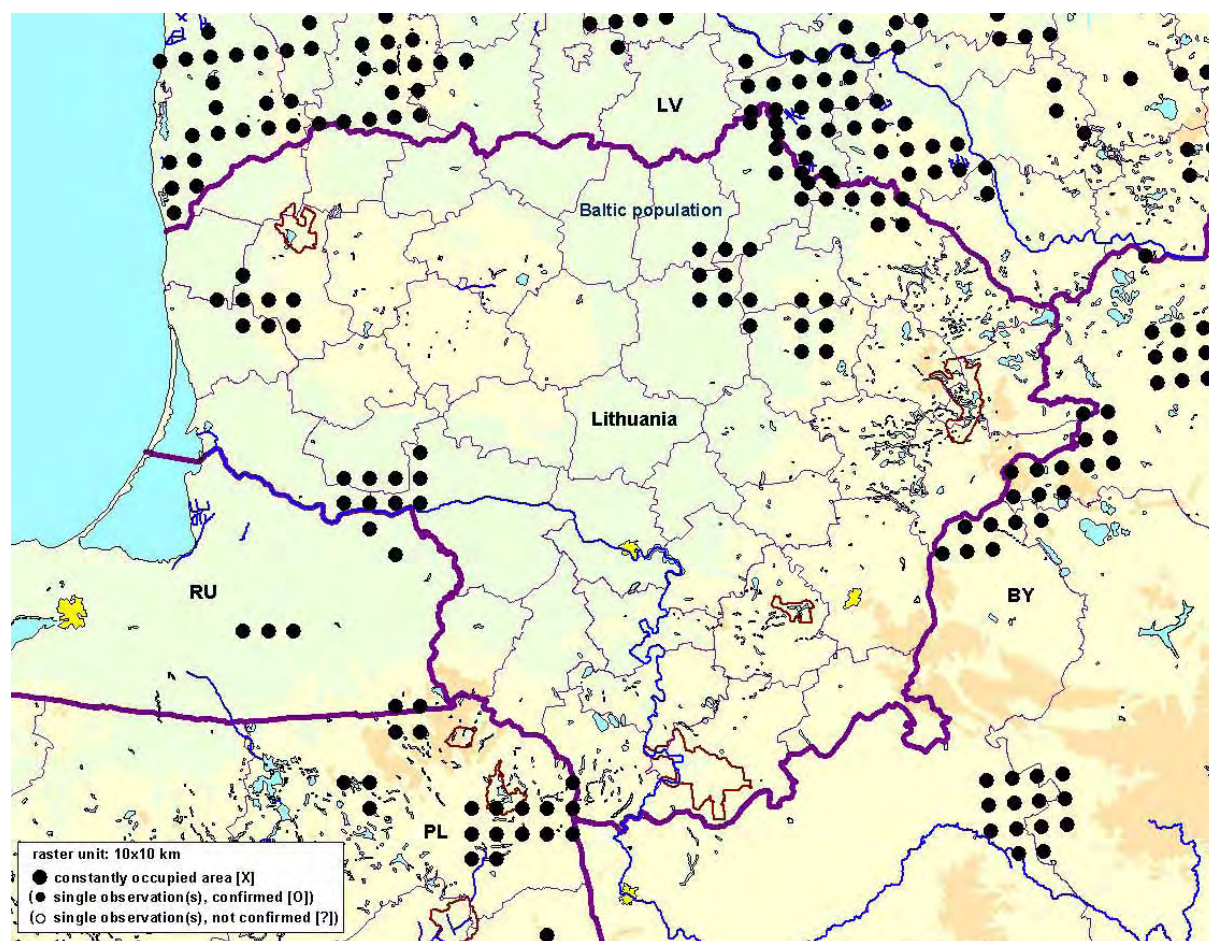 LV
Baltic population
Lithuania
RU
BY
PL
raster unit: 10x10 km
constantly occupied area [X]
( single observation(s), confirmed [O])
( single observation(s), not confirmed [?])